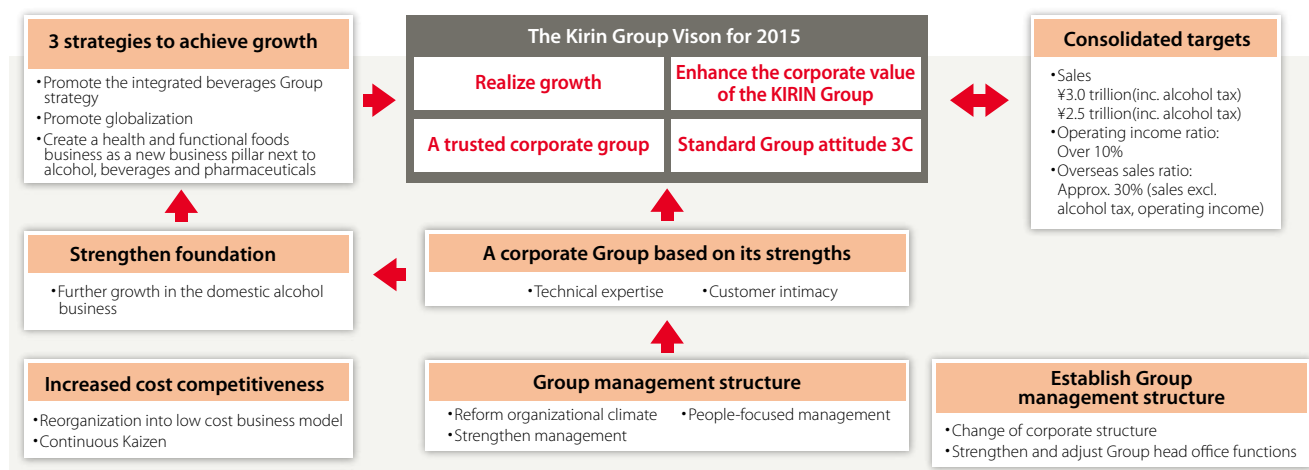 3 strategies to achieve growth
•Promote the integrated beverages Group
strategy
•Promote globalization
•Create a health and functional foods
business as a new business pillar next to
alcohol, beverages and pharmaceuticals
The Kirin Group Vison for 2015
Realize growth
Enhance the corporate value
of the KIRIN Group
A trusted corporate group
Standard Group attitude 3C
Consolidated targets
•Sales
¥3.0 trillion(inc. alcohol tax)
¥2.5 trillion(inc. alcohol tax)
•Operating income ratio:
Over 10%
•Overseas sales ratio:
Approx. 30% (sales excl.
alcohol tax, operating income)
Strengthen foundation
•Further growth in the domestic alcohol
business
A corporate Group based on its strengths
•Technical expertise •Customer intimacy
Increased cost competitiveness
•Reorganization into low cost business model
•Continuous Kaizen
Group management structure
•Reform organizational climate •People-focused management
•Strengthen management
Establish Group
management structure
•Change of corporate structure
•Strengthen and adjust Group head office functions